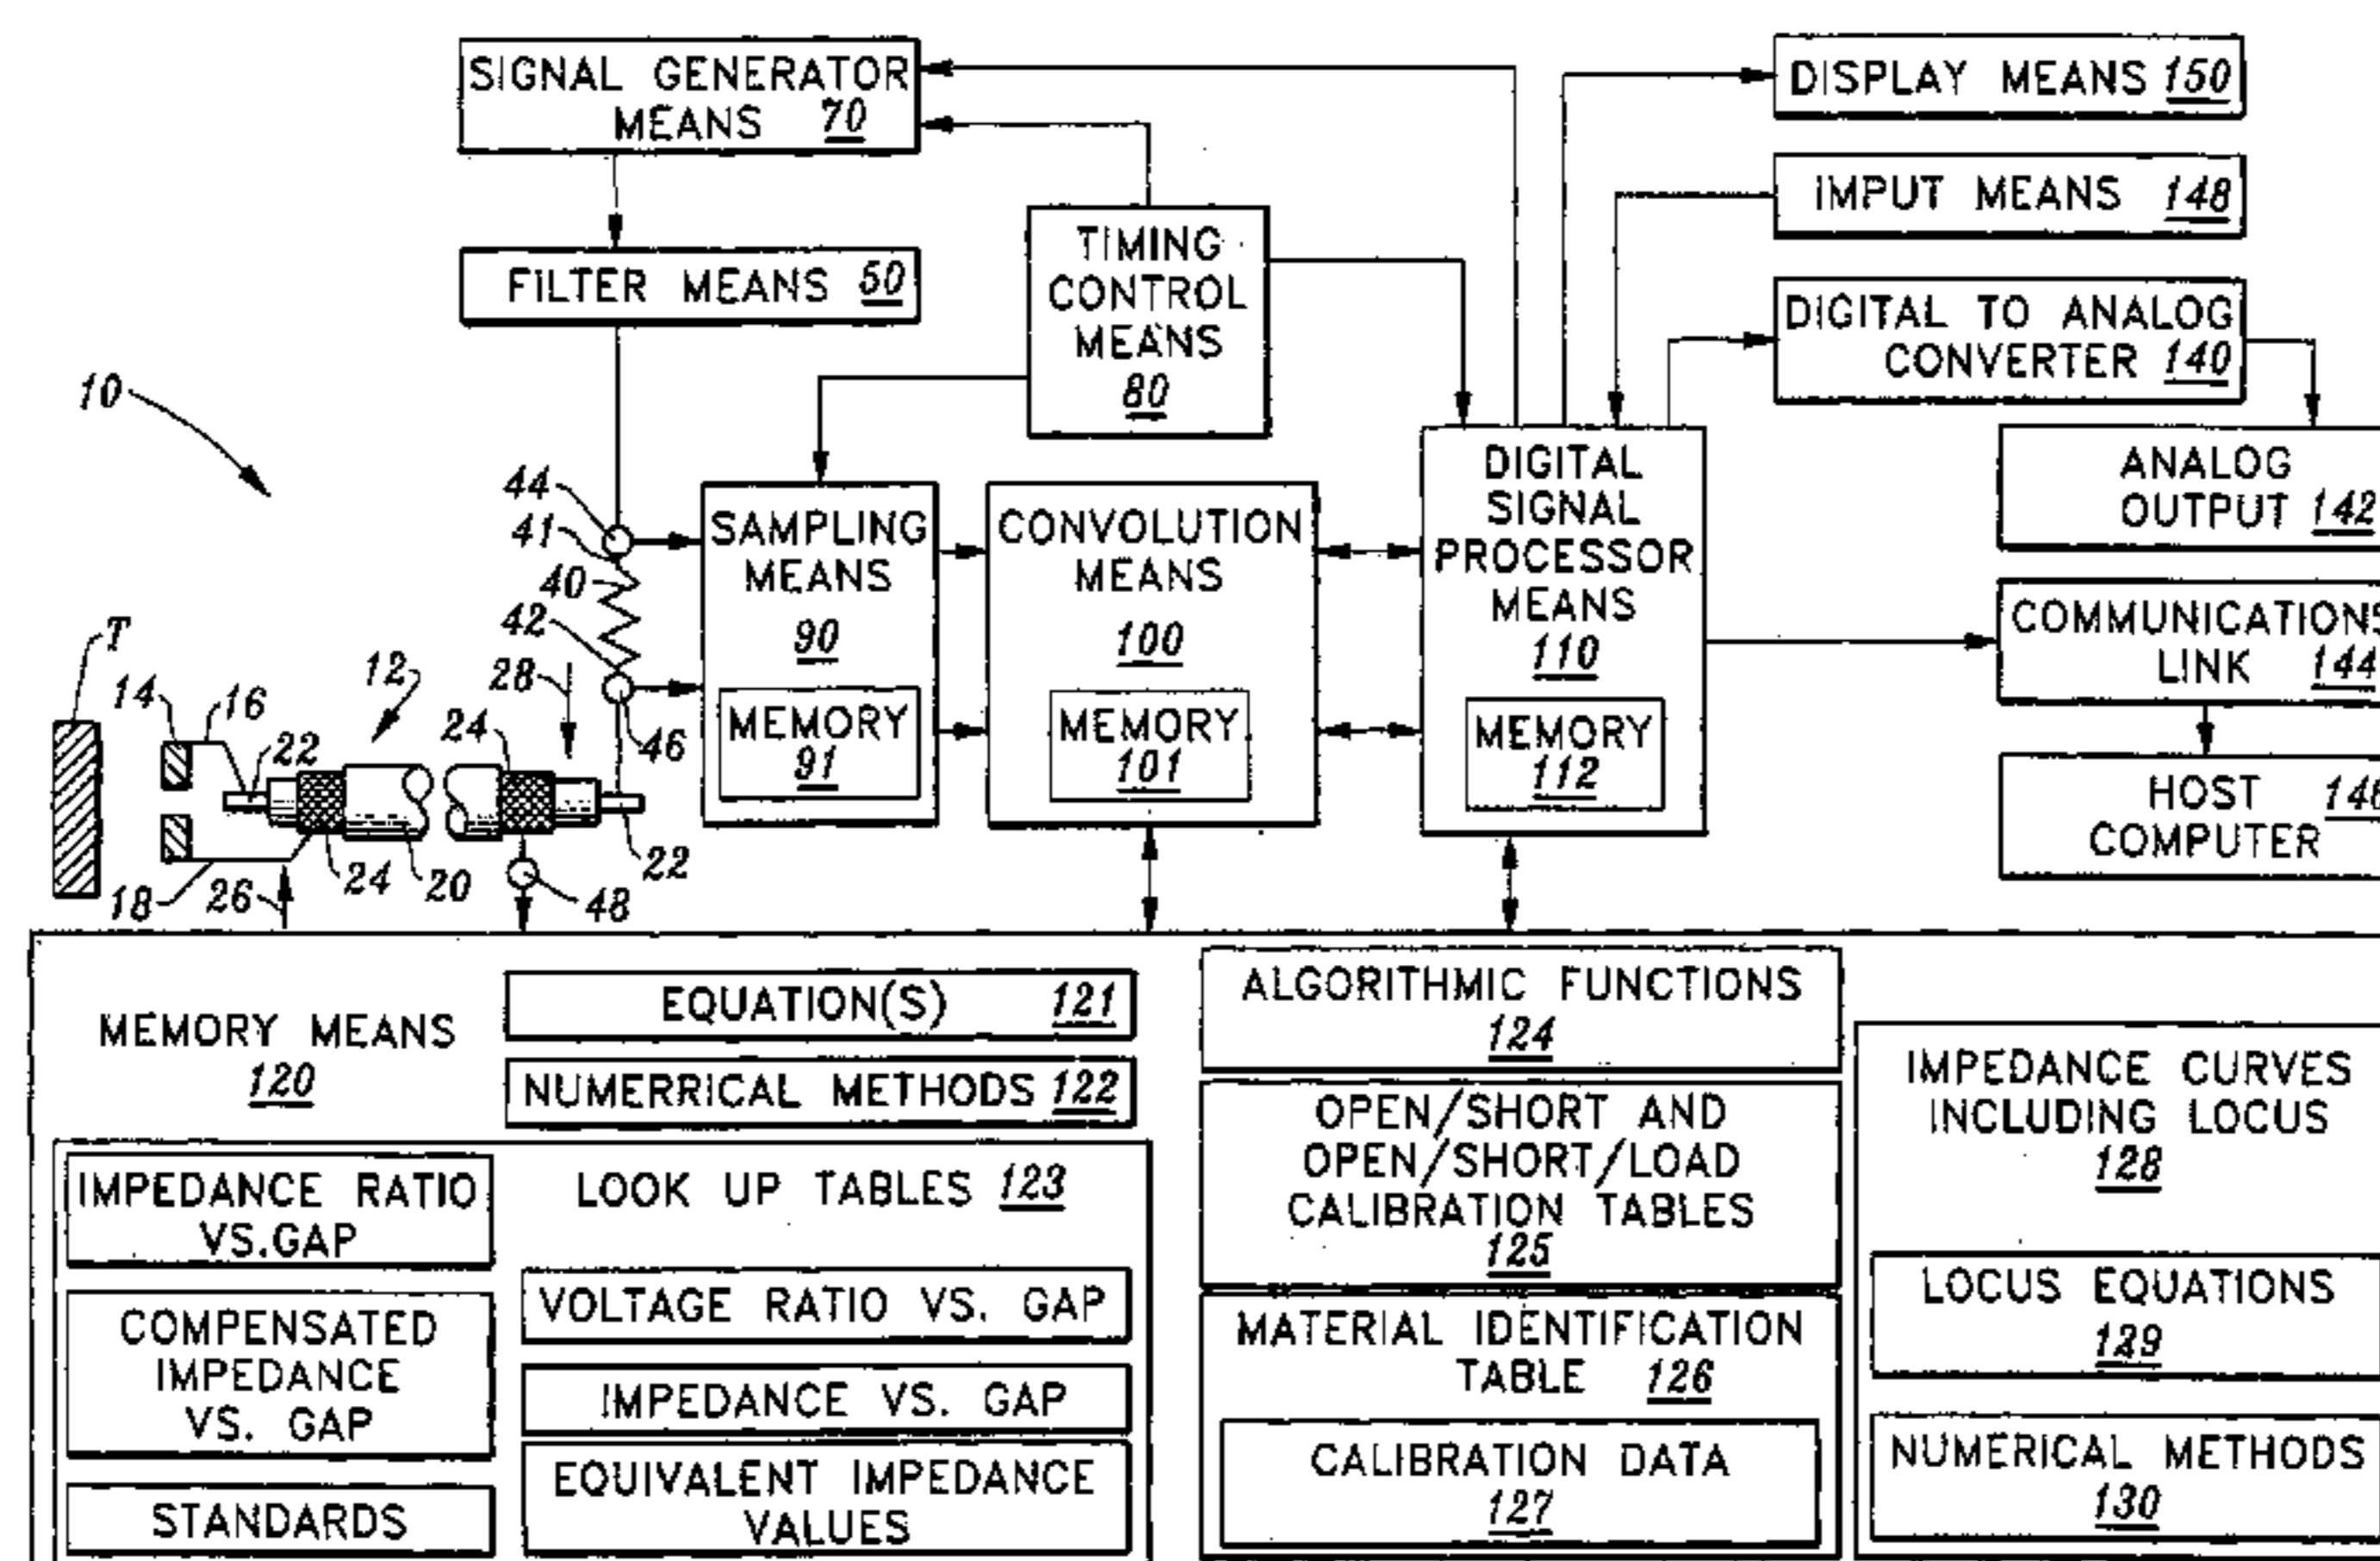 SIGNAL GENERATOR
MEANS 70
DISPLAY MEANS 150
IMPUT MEANS 148
FILTER MEANS 50
TIMING
CONTROL
MEANS
80
DIGITAL TO ANALOG
CONVERTER 140
10
ANALOG
OUTPUT 142
44
41
40
42
28
46
SAMPLING
MEANS
90
MEMORY
91
CONVOLUTION
MEANS
100
MEMORY
101
DIGITAL
SIGNAL
PROCESSOR
MEANS
110
MEMORY
112
COMMUNICATIONS
LINK 144
HOST 146
COMPUTER
T
14
16
12
22
24
18
26
24
20
48
22
MEMORY MEANS
120
EQUATION(S) 121
NUMERRICAL METHODS 122
IMPEDANCE RATIO
VS.GAP
LOOK UP TABLES 123
COMPENSATED
IMPEDANCE
VS. GAP
VOLTAGE RATIO VS. GAP
IMPEDANCE VS. GAP
STANDARDS
EQUIVALENT IMPEDANCE
VALUES
ALGORITHMIC FUNCTIONS
124
OPEN/SHORT AND
OPEN/SHORT/LOAD
CALIBRATION TABLES
125
MATERIAL IDENTIFICATION
TABLE 126
CALIBRATION DATA
127
IMPEDANCE CURVES
INCLUDING LOCUS
128
LOCUS EQUATIONS
129
NUMERICAL METHODS
130